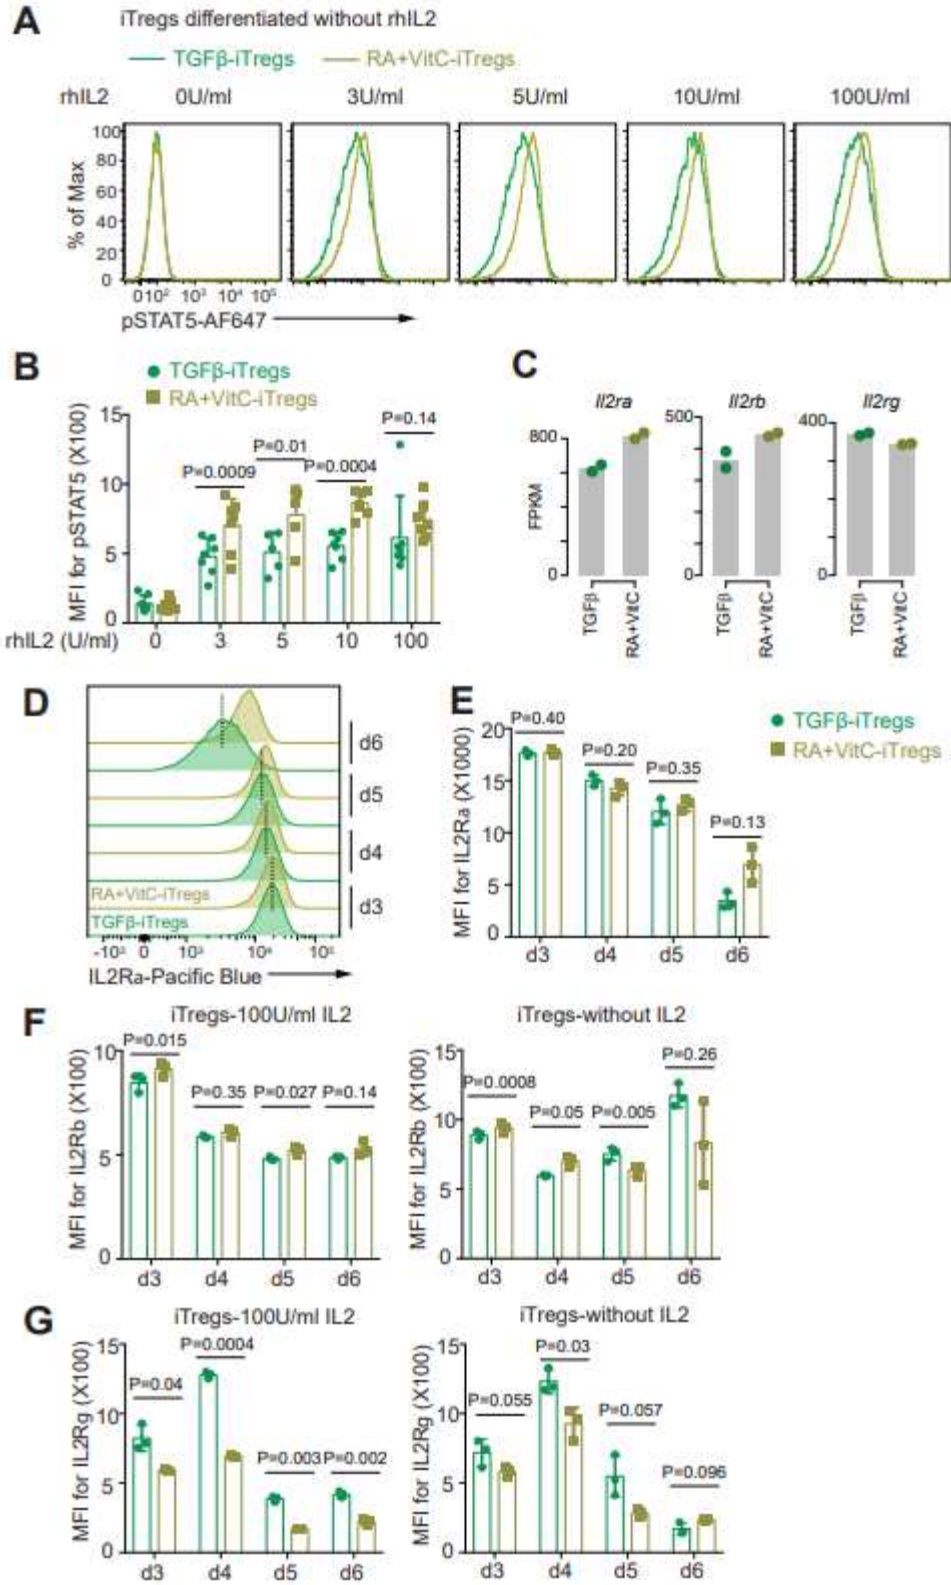 A
iTregs differentiated without rhIL2
TGFβ-iTregs RA+VitC-iTregs
rhIL2 0U/ml 3U/ml 5U/ml 10U/ml 100U/ml
% of Max
100
80
60
40
20
0
0 10² 10³ 10⁴ 10⁵
pSTAT5-AF647
B
TGFβ-iTregs
RA+VitC-iTregs
MFI for pSTAT5 (X100)
15
10
5
0
P=0.0009
P=0.01
P=0.0004
P=0.14
rhIL2 (U/ml) 0 3 5 10 100
C
Il2ra Il2rb Il2rg
FPKM
800
0
500
0
400
0
TGFβ RA+VitC TGFβ RA+VitC TGFβ RA+VitC
D
d6
d5
d4
d3
RA+VitC-iTregs
TGFβ-iTregs
-10³ 0 10³ 10⁴ 10⁵
IL2Ra-Pacific Blue
E
TGFβ-iTregs
RA+VitC-iTregs
MFI for IL2Ra (X1000)
20
15
10
5
0
P=0.40
P=0.20
P=0.35
P=0.13
d3 d4 d5 d6
F
iTregs-100U/ml IL2
MFI for IL2Rb (X100)
10
5
0
P=0.015
P=0.35 P=0.027 P=0.14
d3 d4 d5 d6
iTregs-without IL2
MFI for IL2Rb (X100)
15
10
5
0
P=0.0008
P=0.05 P=0.005
P=0.26
d3 d4 d5 d6
G
iTregs-100U/ml IL2
MFI for IL2Rg (X100)
15
10
5
0
P=0.04
P=0.0004
P=0.003 P=0.002
d3 d4 d5 d6
iTregs-without IL2
MFI for IL2Rg (X100)
15
10
5
0
P=0.055
P=0.03
P=0.057
P=0.096
d3 d4 d5 d6